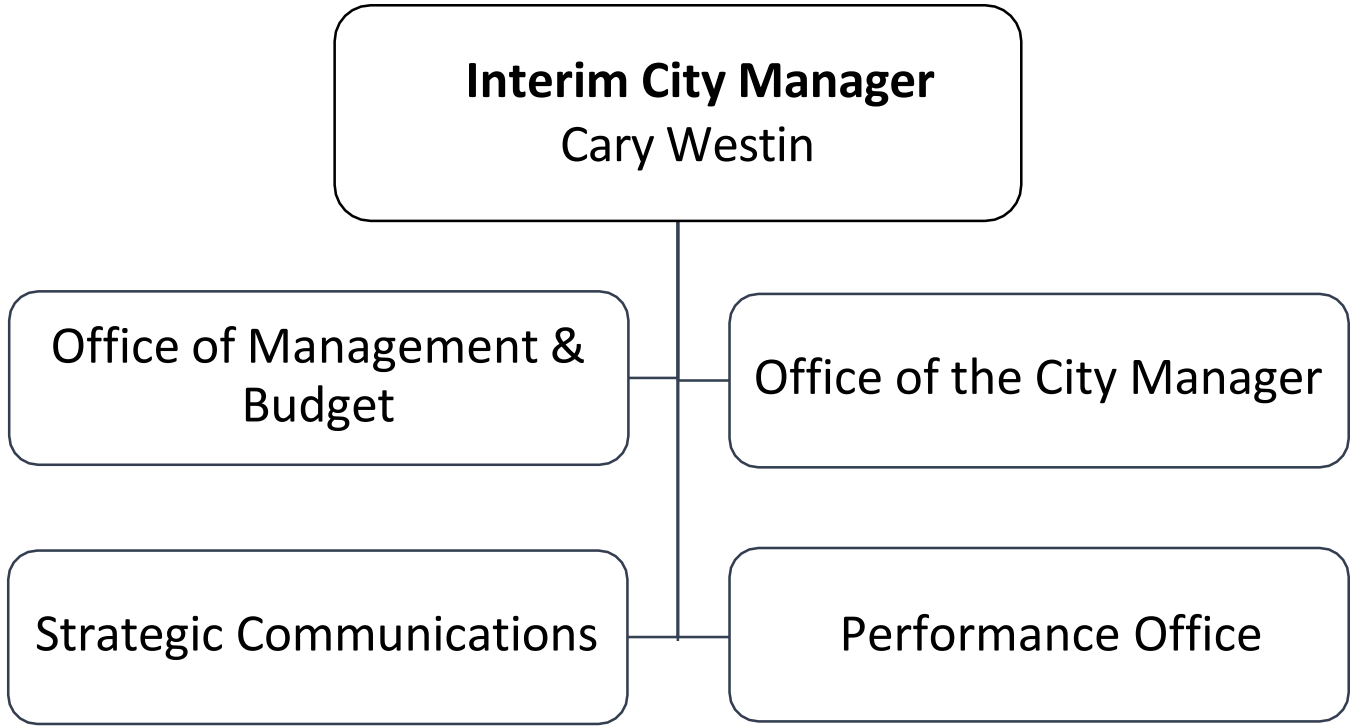 Interim City Manager
Cary Westin
Office of Management &
Budget
Office of the City Manager
Strategic Communications
Performance Office